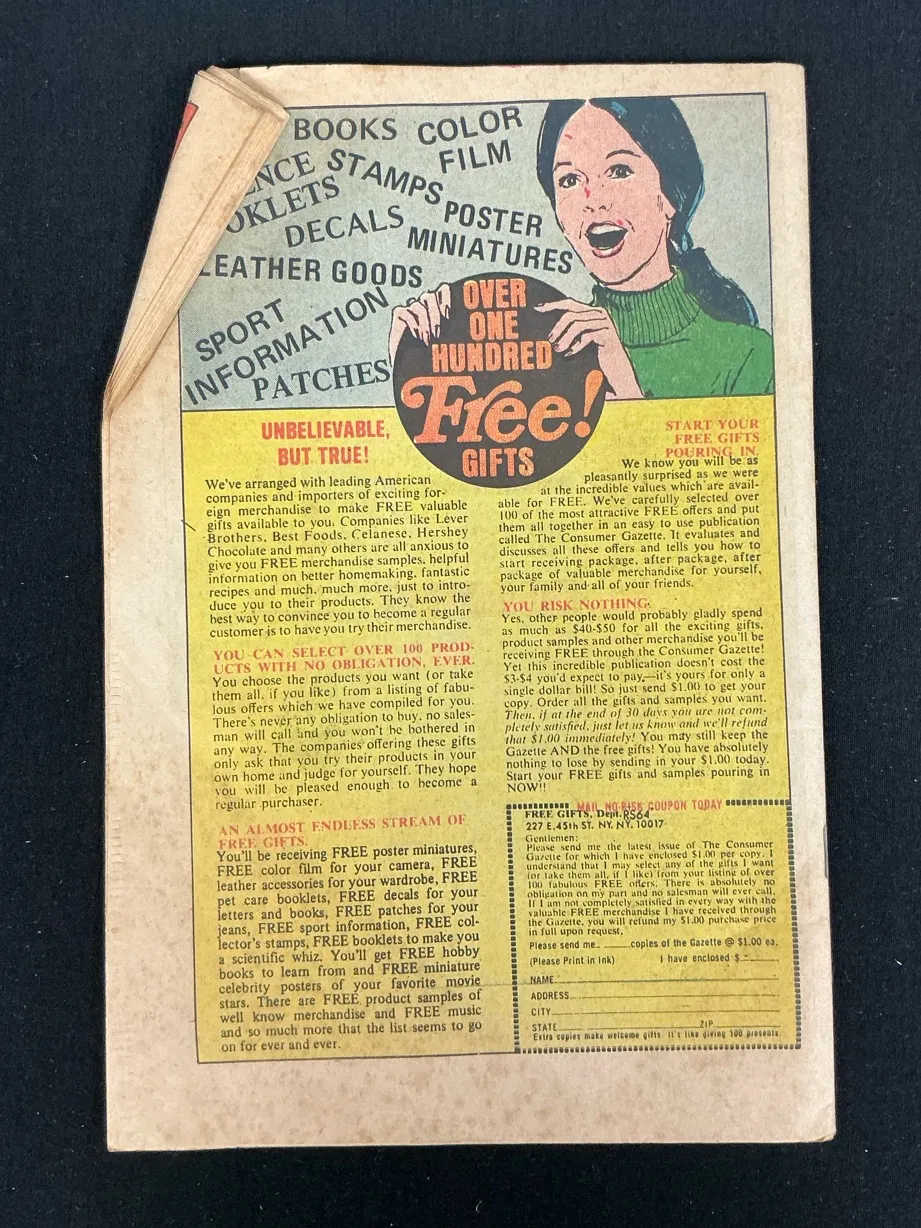 BOOKS
COLOR
FILM
ENCE
OKLETS
STAMPS
DECALS
POSTER
MINIATURES
LEATHER GOODS
SPORT
INFORMATION
PATCHES
OVER
ONE
HUNDRED
Free!
GIFTS
UNBELIEVABLE,
BUT TRUE!
We've arranged with leading American
companies and importers of exciting for-
eign merchandise to make FREE valuable
gifts available to you. Companies like Lever
Brothers, Best Foods, Celanese, Hershey
Chocolate and many others are all anxious to
give you FREE merchandise samples, helpful
information on better homemaking, fantastic
recipes and much, much more, just to intro-
duce you to their products. They know the
best way to convince you to become a regular
customer is to have you try their merchandise.
YOU CAN SELECT OVER 100 PROD-
UCTS WITH NO OBLIGATION, EVER.
You choose the products you want (or take
them all, if you like) from a listing of fabu-
lous offers which we have compiled for you.
There's never any obligation to buy, no sales-
man will call and you won't be bothered in
any way. The companies offering these gifts
only ask that you try their products in your
own home and judge for yourself. They hope
you will be pleased enough to become a
regular purchaser.
AN ALMOST ENDLESS STREAM OF
FREE GIFTS.
You'll be receiving FREE poster miniatures,
FREE color film for your camera, FREE
leather accessories for your wardrobe, FREE
pet care booklets, FREE decals for your
letters and books, FREE patches for your
jeans, FREE sport information, FREE col-
lector's stamps, FREE booklets to make you
a scientific whiz. You'll get FREE hobby
books to learn from and FREE miniature
celebrity posters of your favorite movie
stars. There are FREE product samples of
well know merchandise and FREE music
and so much more that the list seems to go
on for ever and ever.
START YOUR
FREE GIFTS
POURING IN.
We know you will be as
pleasantly surprised as we were
at the incredible values which are avail-
able for FREE. We've carefully selected over
100 of the most attractive FREE offers and put
them all together in an easy to use publication
called The Consumer Gazette. It evaluates and
discusses all these offers and tells you how to
start receiving package, after package, after
package of valuable merchandise for yourself,
your family and all of your friends.
YOU RISK NOTHING.
Yes, other people would probably gladly spend
as much as $40-$50 for all the exciting gifts,
product samples and other merchandise you'll be
receiving FREE through the Consumer Gazette!
Yet this incredible publication doesn't cost the
$3-$4 you'd expect to pay,—it's yours for only a
single dollar bill! So just send $1.00 to get your
copy. Order all the gifts and samples you want.
Then, if at the end of 30 days you are not com-
pletely satisfied, just let us know and we'll refund
that $1.00 immediately! You may still keep the
Gazette AND the free gifts! You have absolutely
nothing to lose by sending in your $1.00 today.
Start your FREE gifts and samples pouring in
NOW!!
MAIL NO-RISK COUPON TODAY
FREE GIFTS, Dept. RS64
227 E.45th ST. NY, NY. 10017
Gentlemen:
Please send me the latest issue of The Consumer
Gazette for which I have enclosed $1.00 per copy. I
understand that I may select any of the gifts I want
(or take them all, if I like) from your listing of over
100 fabulous FREE offers. There is absolutely no
obligation on my part and no salesman will ever call.
If I am not completely satisfied in every way with the
valuable FREE merchandise I have received through
the Gazette, you will refund my $1.00 purchase price
in full upon request.
Please send me ______ copies of the Gazette @ $1.00 ea.
(Please Print in Ink) I have enclosed $ ______
NAME
ADDRESS
CITY
STATE ZIP
Extra copies make welcome gifts. It's like giving 100 presents.